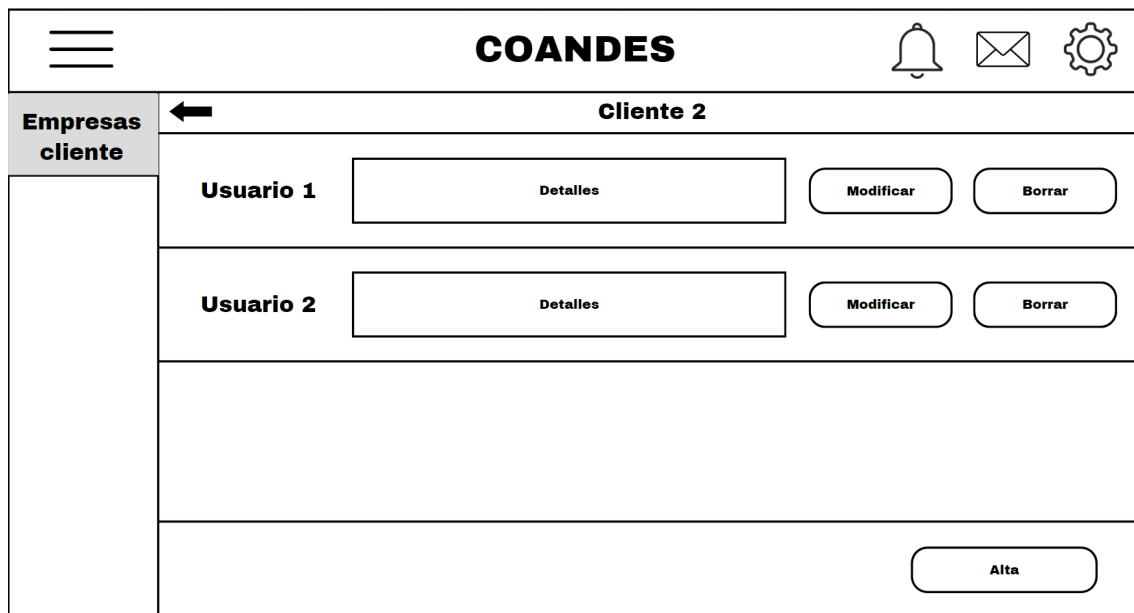 COANDES
Empresas
cliente
Cliente 2
Usuario 1
Detalles
Modificar
Borrar
Usuario 2
Detalles
Modificar
Borrar
Alta